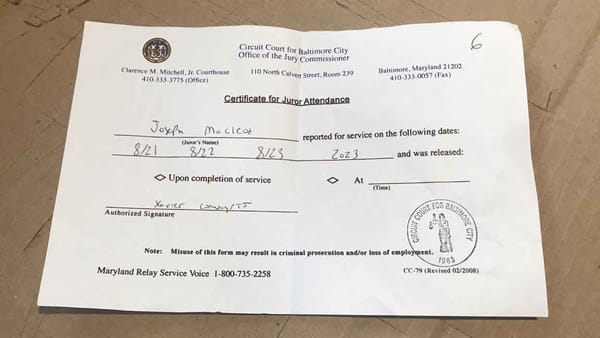 6
Circuit Court for Baltimore City
Office of the Jury Commissioner
Clarence M. Mitchell, Jr. Courthouse
410-333-3775 (Office)
110 North Calvert Street, Room 239
Baltimore, Maryland 21202
410-333-0057 (Fax)
Certificate for Juror Attendance
Joseph Macleod reported for service on the following dates:
(Juror's Name)
8/21 8/22 8/23 2023 and was released:
Upon completion of service
At
(Time)
Xavier
Authorized Signature
CIRCUIT COURT FOR BALTIMORE CITY
1983
Note: Misuse of this form may result in criminal prosecution and/or loss of employment.
Maryland Relay Service Voice 1-800-735-2258
CC-79 (Revised 02/2008)